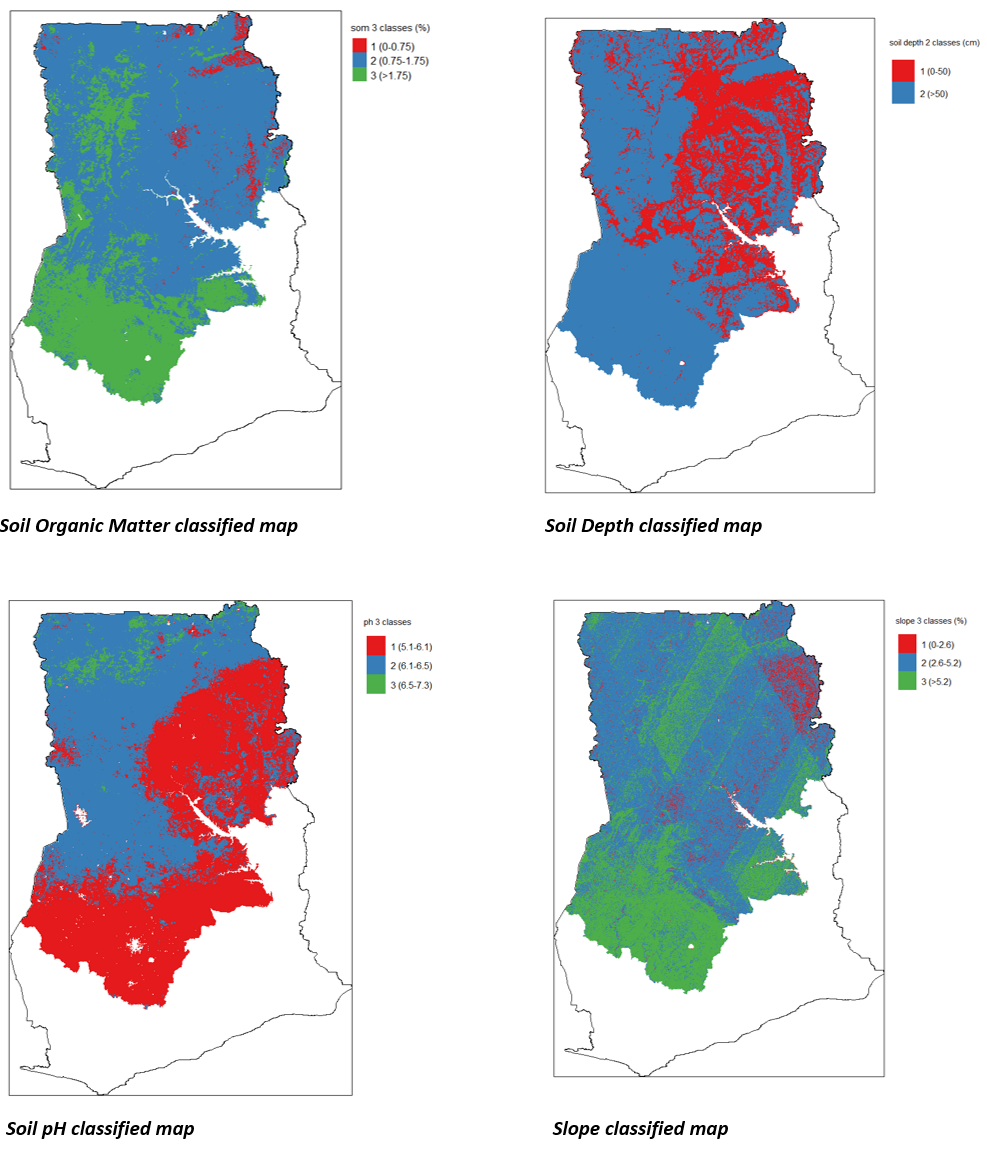 som 3 classes (%)
1 (0-0.75)
2 (0.75-1.75)
3 (>1.75)
Soil Organic Matter classified map
soil depth 2 classes (cm)
1 (0-50)
2 (>50)
Soil Depth classified map
ph 3 classes
1 (5.1-6.1)
2 (6.1-6.5)
3 (6.5-7.3)
Soil pH classified map
slope 3 classes (%)
1 (0-2.6)
2 (2.6-5.2)
3 (>5.2)
Slope classified map